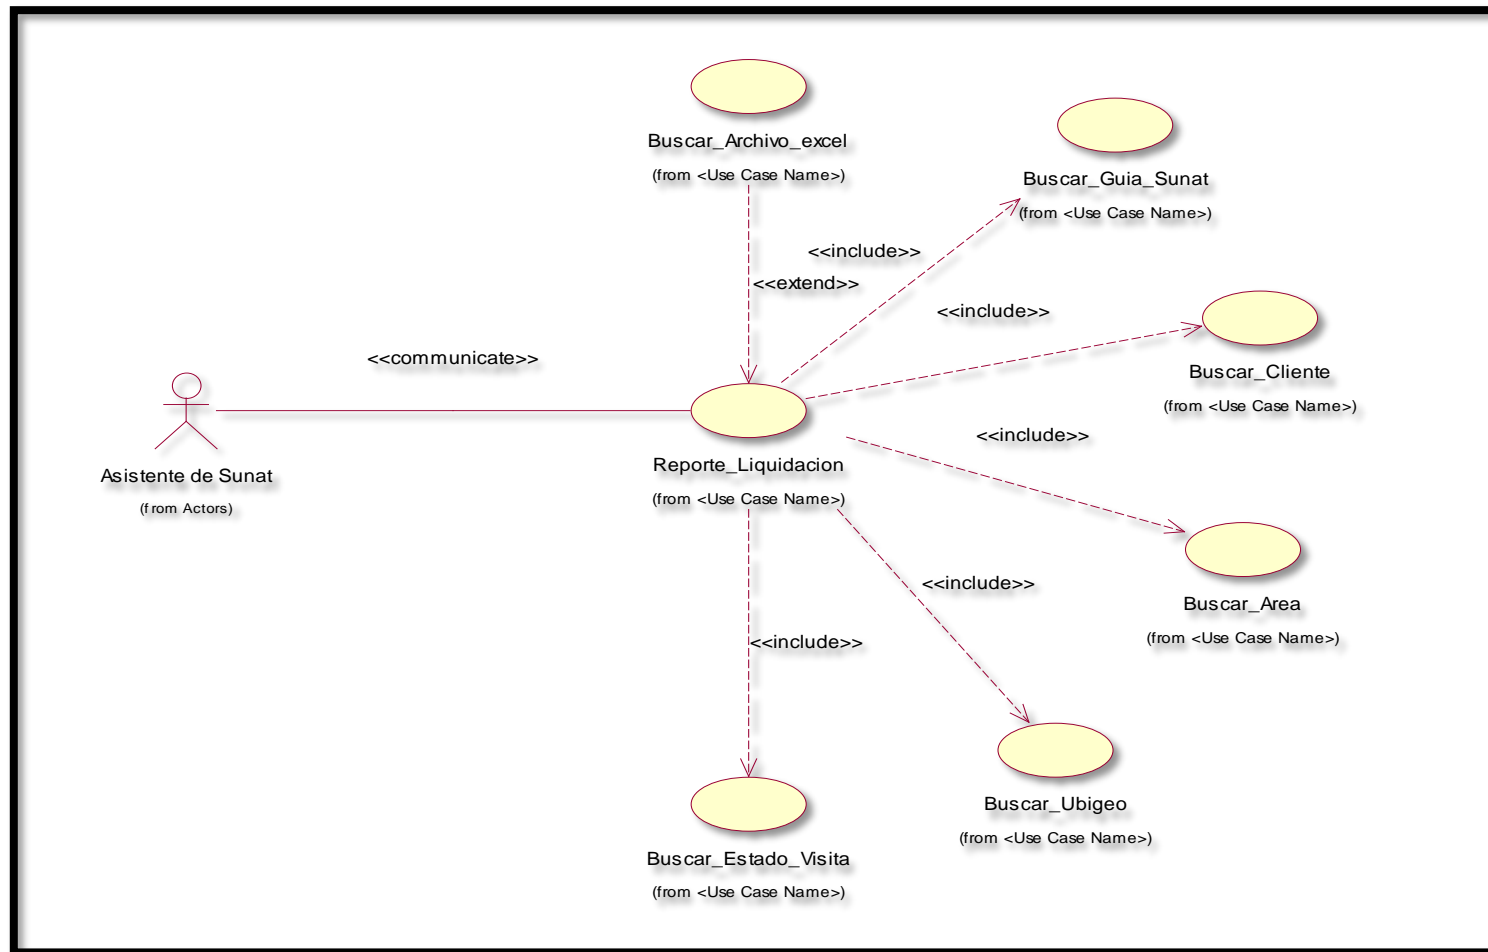 Buscar_Archivo_excel
(from <Use Case Name>)
Buscar_Guia_Sunat
(from <Use Case Name>)
<<include>>
<<extend>>
<<include>>
<<communicate>>
Buscar_Cliente
(from <Use Case Name>)
<<include>>
Asistente de Sunat
(from Actors)
Reporte_Liquidacion
(from <Use Case Name>)
<<include>>
Buscar_Area
(from <Use Case Name>)
<<include>>
Buscar_Ubigeo
(from <Use Case Name>)
Buscar_Estado_Visita
(from <Use Case Name>)